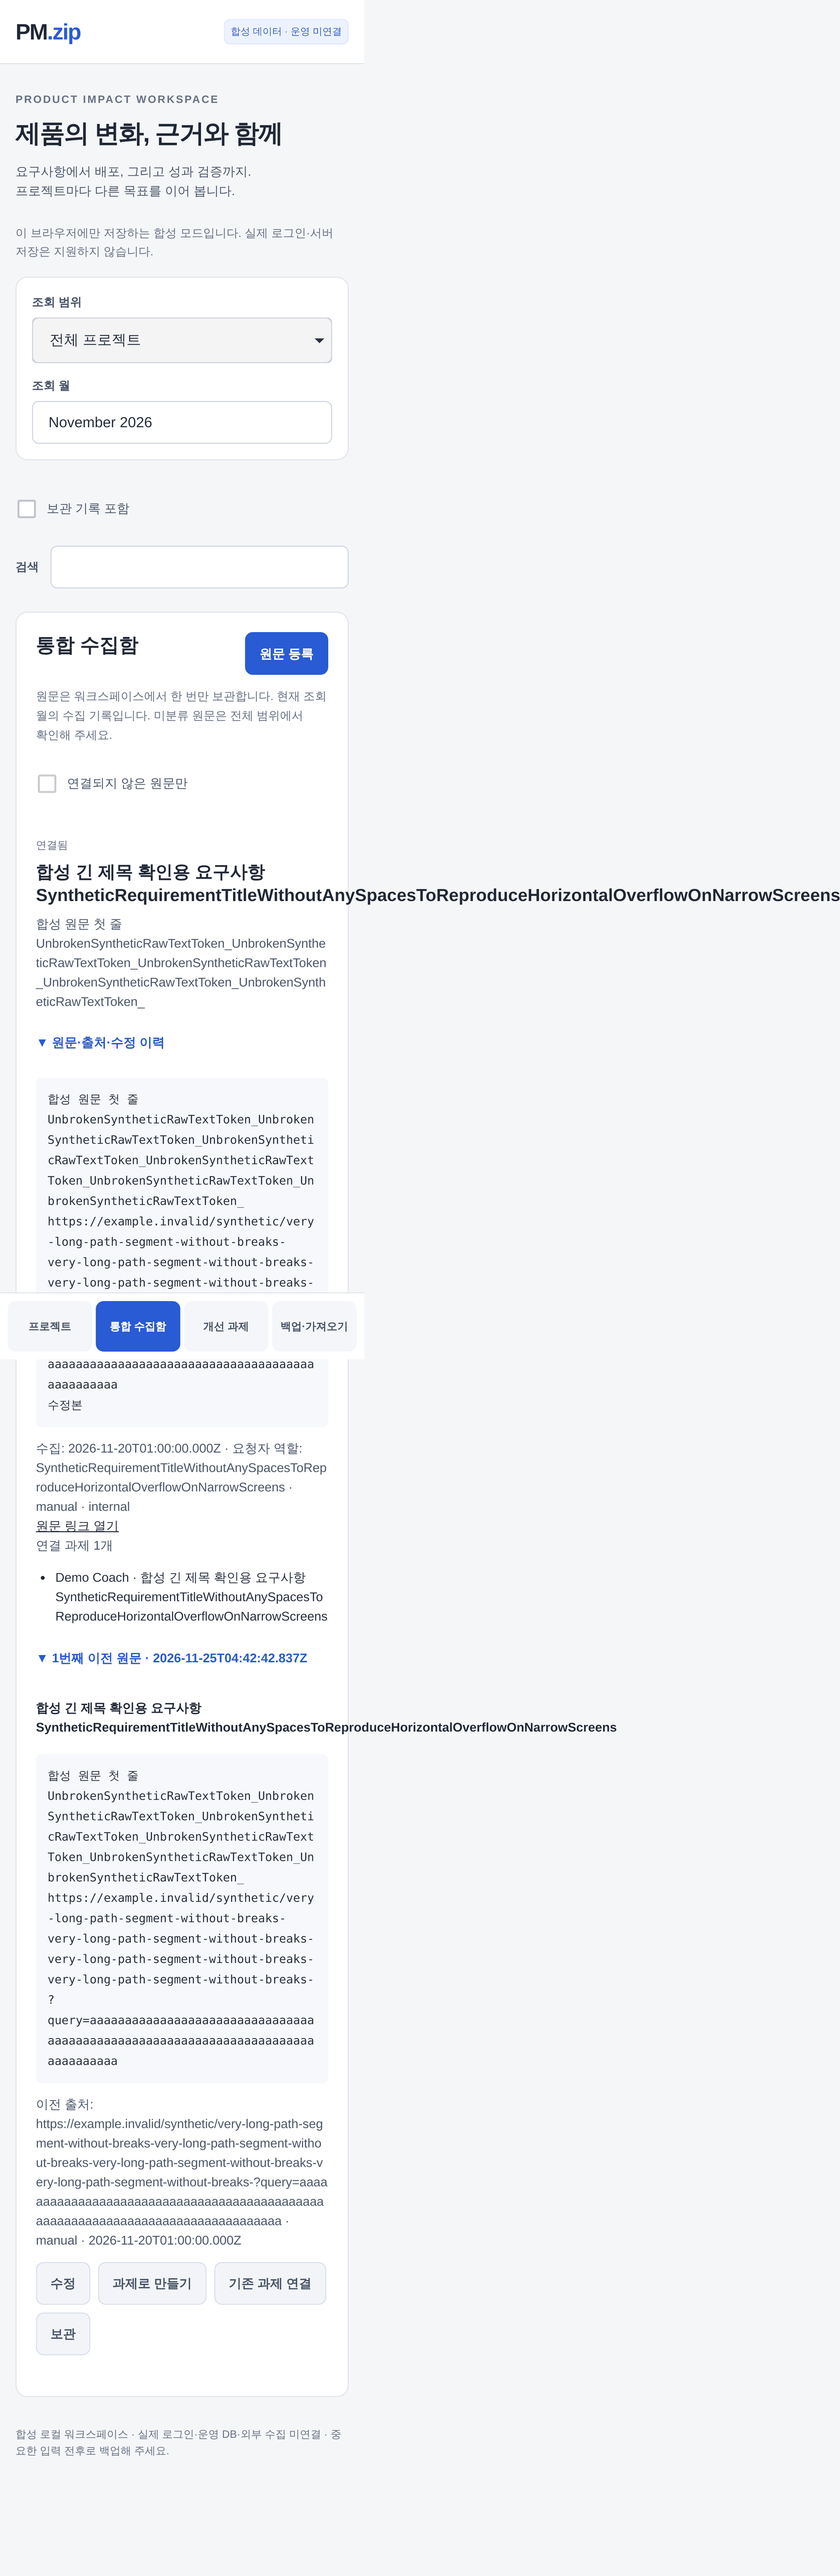 PM.zip
합성 데이터 · 운영 미연결
PRODUCT IMPACT WORKSPACE
제품의 변화, 근거와 함께
요구사항에서 배포, 그리고 성과 검증까지.
프로젝트마다 다른 목표를 이어 봅니다.
이 브라우저에만 저장하는 합성 모드입니다. 실제 로그인·서버
저장은 지원하지 않습니다.
조회 범위
전체 프로젝트
조회 월
November 2026
보관 기록 포함
검색
통합 수집함
원문 등록
원문은 워크스페이스에서 한 번만 보관합니다. 현재 조회
월의 수집 기록입니다. 미분류 원문은 전체 범위에서
확인해 주세요.
연결되지 않은 원문만
연결됨
합성 긴 제목 확인용 요구사항
SyntheticRequirementTitleWithoutAnySpacesToReproduceHorizontalOverflowOnNarrowScreens
합성 원문 첫 줄
UnbrokenSyntheticRawTextToken_UnbrokenSynthe
ticRawTextToken_UnbrokenSyntheticRawTextToken
_UnbrokenSyntheticRawTextToken_UnbrokenSynth
eticRawTextToken_
▼ 원문·출처·수정 이력
합성 원문 첫 줄
UnbrokenSyntheticRawTextToken_Unbroken
SyntheticRawTextToken_UnbrokenSyntheti
cRawTextToken_UnbrokenSyntheticRawText
Token_UnbrokenSyntheticRawTextToken_Un
brokenSyntheticRawTextToken_
https://example.invalid/synthetic/very
-long-path-segment-without-breaks-
very-long-path-segment-without-breaks-
very-long-path-segment-without-breaks-
프로젝트
통합 수집함
개선 과제
백업·가져오기
aaaaaaaaaaaaaaaaaaaaaaaaaaaaaaaaaaaaaa
aaaaaaaaaa
수정본
수집: 2026-11-20T01:00:00.000Z · 요청자 역할:
SyntheticRequirementTitleWithoutAnySpacesToRep
roduceHorizontalOverflowOnNarrowScreens ·
manual · internal
원문 링크 열기
연결 과제 1개
• Demo Coach · 합성 긴 제목 확인용 요구사항
SyntheticRequirementTitleWithoutAnySpacesTo
ReproduceHorizontalOverflowOnNarrowScreens
▼ 1번째 이전 원문 · 2026-11-25T04:42:42.837Z
합성 긴 제목 확인용 요구사항
SyntheticRequirementTitleWithoutAnySpacesToReproduceHorizontalOverflowOnNarrowScreens
합성 원문 첫 줄
UnbrokenSyntheticRawTextToken_Unbroken
SyntheticRawTextToken_UnbrokenSyntheti
cRawTextToken_UnbrokenSyntheticRawText
Token_UnbrokenSyntheticRawTextToken_Un
brokenSyntheticRawTextToken_
https://example.invalid/synthetic/very
-long-path-segment-without-breaks-
very-long-path-segment-without-breaks-
very-long-path-segment-without-breaks-
very-long-path-segment-without-breaks-
?
query=aaaaaaaaaaaaaaaaaaaaaaaaaaaaaaaa
aaaaaaaaaaaaaaaaaaaaaaaaaaaaaaaaaaaaaa
aaaaaaaaaa
이전 출처:
https://example.invalid/synthetic/very-long-path-seg
ment-without-breaks-very-long-path-segment-witho
ut-breaks-very-long-path-segment-without-breaks-v
ery-long-path-segment-without-breaks-?query=aaaa
aaaaaaaaaaaaaaaaaaaaaaaaaaaaaaaaaaaaaaaaa
aaaaaaaaaaaaaaaaaaaaaaaaaaaaaaaaaaa ·
manual · 2026-11-20T01:00:00.000Z
수정
과제로 만들기
기존 과제 연결
보관
합성 로컬 워크스페이스 · 실제 로그인·운영 DB·외부 수집 미연결 · 중
요한 입력 전후로 백업해 주세요.